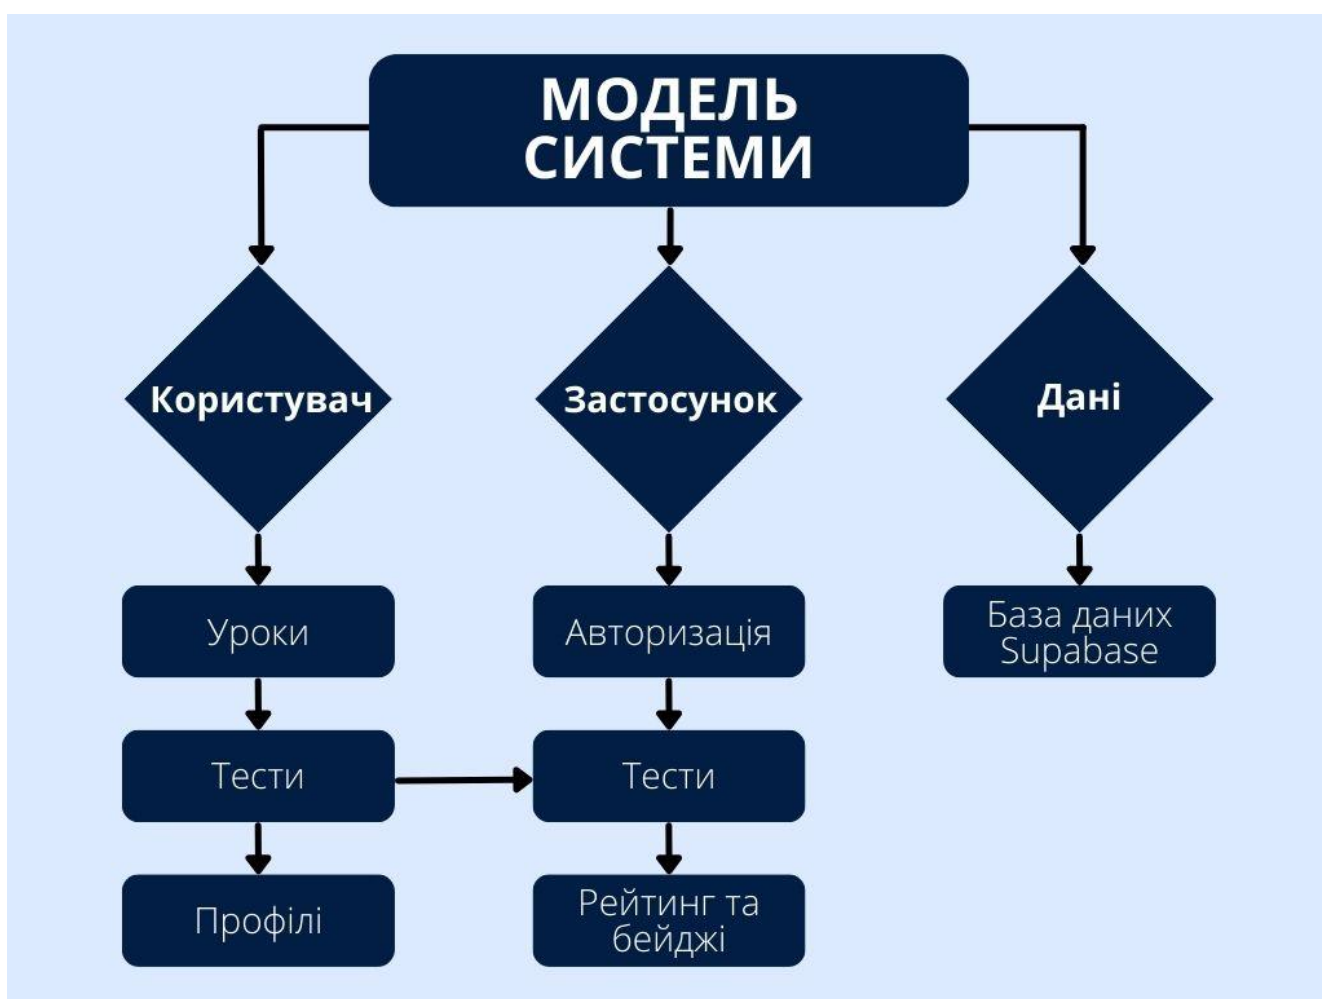 МОДЕЛЬ
СИСТЕМИ
Користувач
Застосунок
Дані
Уроки
Авторизація
База даних
Supabase
Тести
Тести
Профілі
Рейтинг та
бейджі